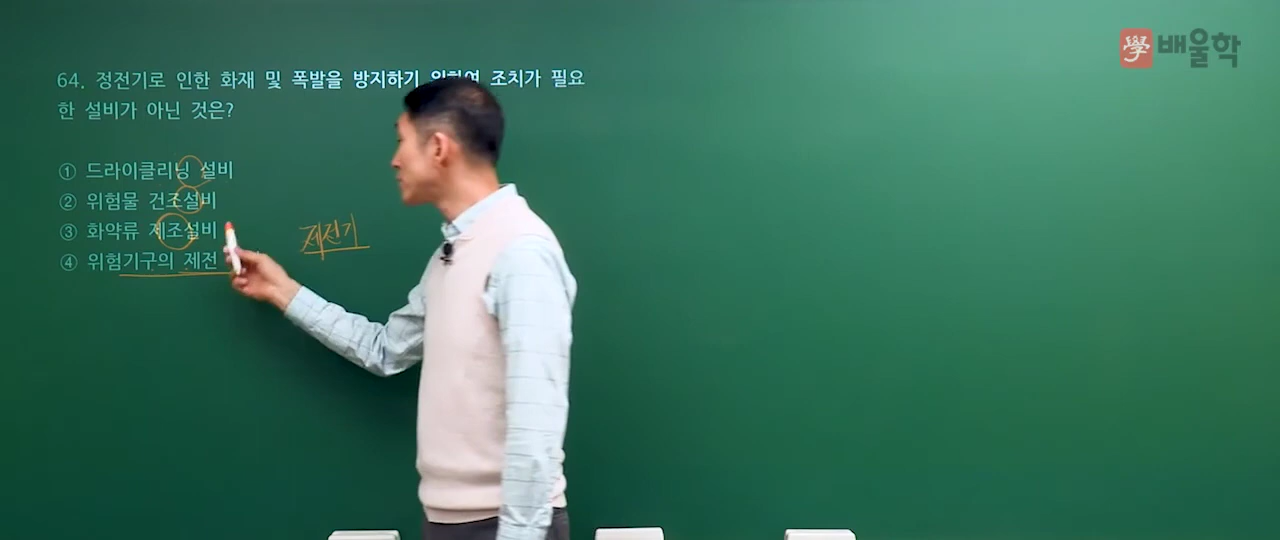 學 배울학
64. 정전기로 인한 화재 및 폭발을 방지하기 위하여 조치가 필요
한 설비가 아닌 것은?
① 드라이클리닝 설비
② 위험물 건조설비
③ 화약류 제조설비
④ 위험기구의 제전
제전기